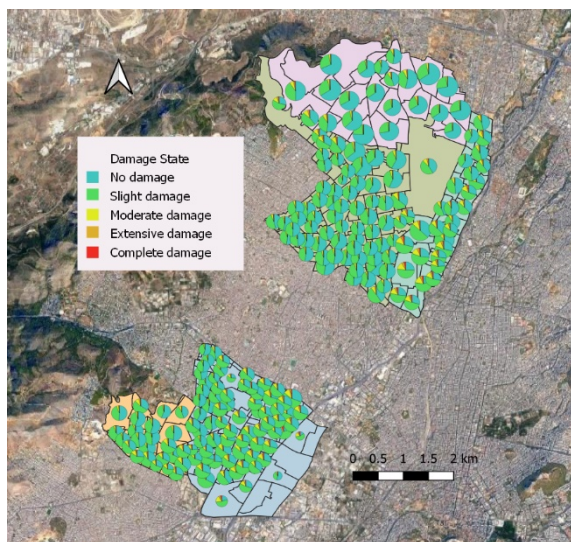 Damage State
No damage
Slight damage
Moderate damage
Extensive damage
Complete damage
0 0.5 1 1.5 2 km